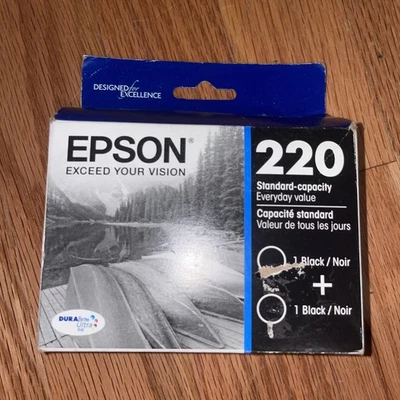 DESIGNED for
EXCELLENCE
EPSON®
EXCEED YOUR VISION
220
Standard-capacity
Everyday value
Capacité standard
Valeur de tous les jours
1 Black / Noir
+
1 Black / Noir
DURABrite
Ultra